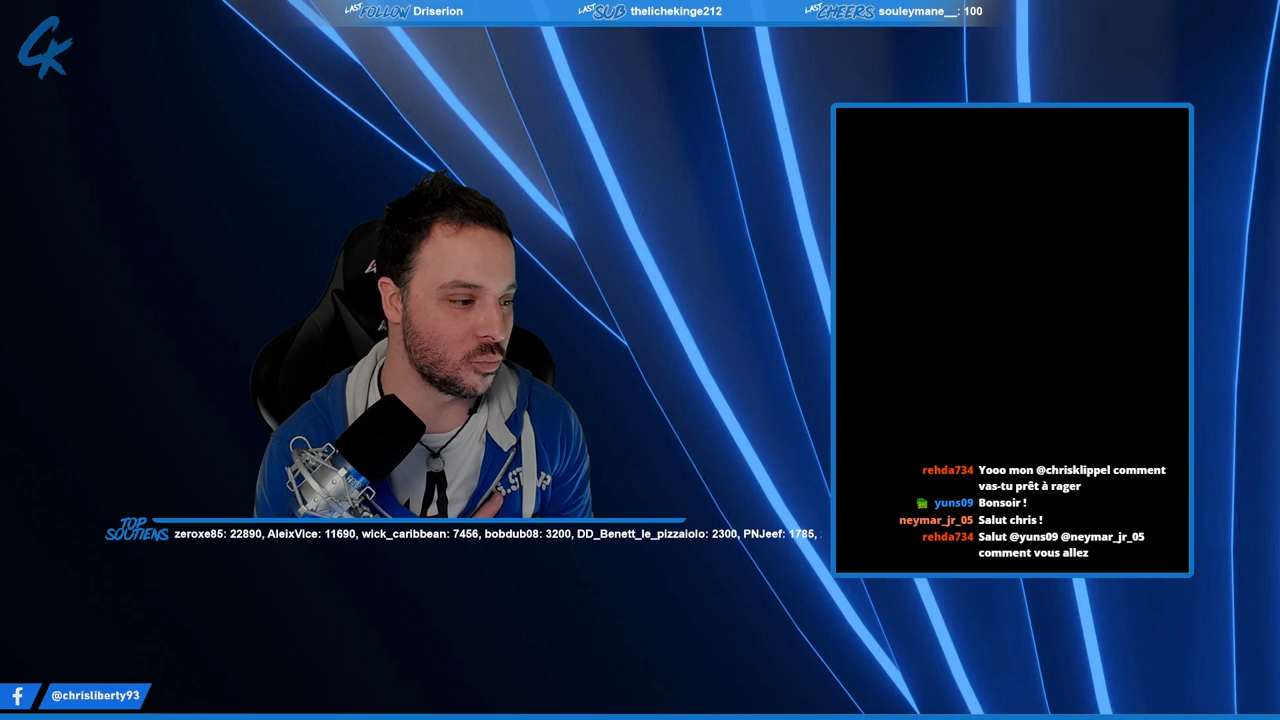 LAST FOLLOW Driserion
LAST SUB thelichekinge212
LAST CHEERS souleymane__: 100
CK
rehda734 Yooo mon @chrisklippel comment
vas-tu prêt à rager
yuns09 Bonsoir !
neymar_jr_05 Salut chris !
rehda734 Salut @yuns09 @neymar_jr_05
comment vous allez
TOP SOUTIENS zeroxe85: 22890, AleixVice: 11690, wick_caribbean: 7456, bobdub08: 3200, DD_Benett_le_pizzaiolo: 2300, PNJeef: 1785,
@chrisliberty93